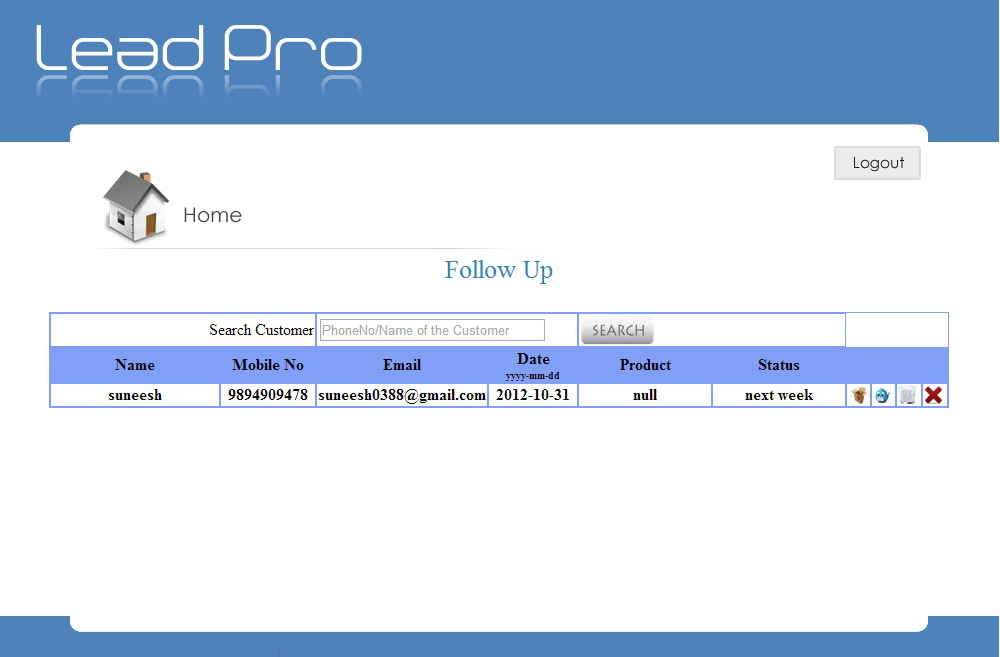 Lead Pro
Logout
Home
Follow Up
Search Customer PhoneNo/Name of the Customer SEARCH
Name Mobile No Email Date Product Status
yyyy-mm-dd
suneesh 9894909478 suneesh0388@gmail.com 2012-10-31 null next week